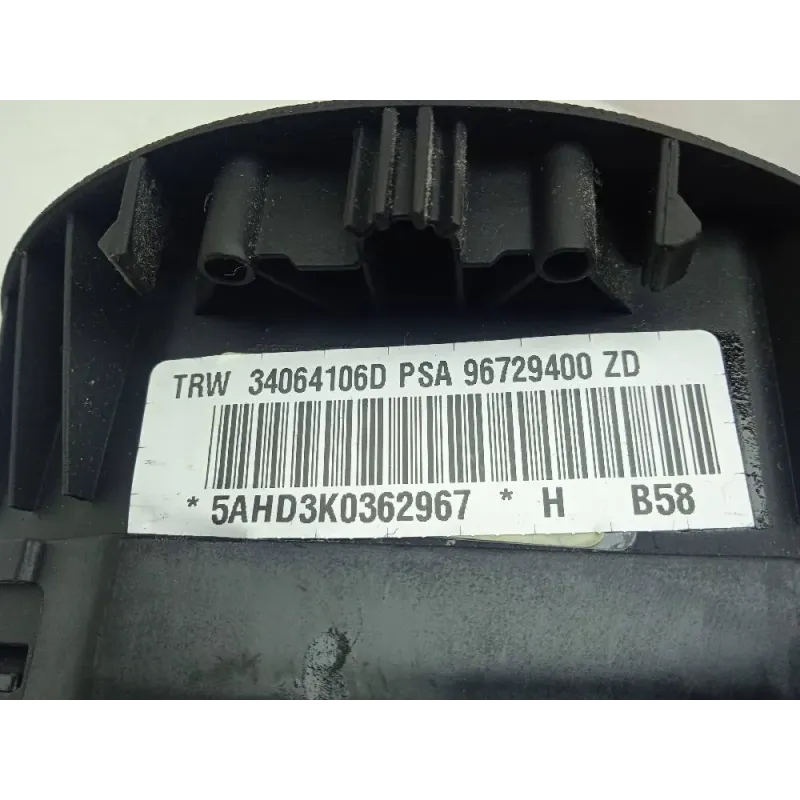 TRW 34064106D PSA 96729400 ZD
* 5AHD3K0362967 * H B58